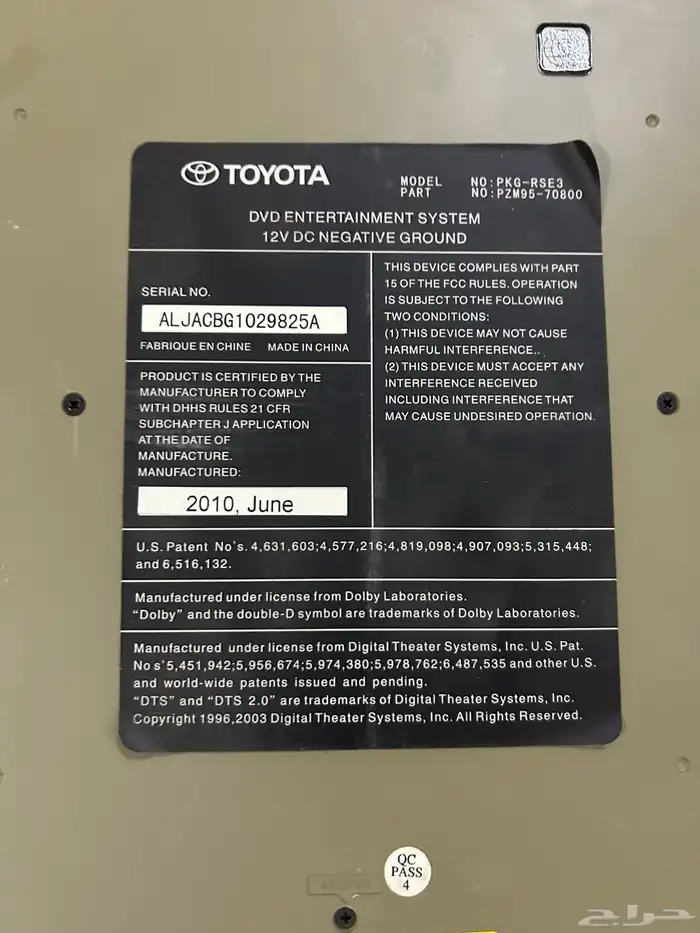 TOYOTA
MODEL NO:PKG-RSE3
PART NO:PZM95-70800
DVD ENTERTAINMENT SYSTEM
12V DC NEGATIVE GROUND
SERIAL NO.
ALJACBG1029825A
FABRIQUE EN CHINE MADE IN CHINA
PRODUCT IS CERTIFIED BY THE
MANUFACTURER TO COMPLY
WITH DHHS RULES 21 CFR
SUBCHAPTER J APPLICATION
AT THE DATE OF
MANUFACTURE.
MANUFACTURED:
2010, June
THIS DEVICE COMPLIES WITH PART
15 OF THE FCC RULES. OPERATION
IS SUBJECT TO THE FOLLOWING
TWO CONDITIONS:
(1) THIS DEVICE MAY NOT CAUSE
HARMFUL INTERFERENCE..
(2) THIS DEVICE MUST ACCEPT ANY
INTERFERENCE RECEIVED
INCLUDING INTERFERENCE THAT
MAY CAUSE UNDESIRED OPERATION.
U.S. Patent No's. 4,631,603;4,577,216;4,819,098;4,907,093;5,315,448;
and 6,516,132.
Manufactured under license from Dolby Laboratories.
"Dolby" and the double-D symbol are trademarks of Dolby Laboratories.
Manufactured under license from Digital Theater Systems, Inc. U.S. Pat.
No s'5,451,942;5,956,674;5,974,380;5,978,762;6,487,535 and other U.S.
and world-wide patents issued and pending.
"DTS" and "DTS 2.0" are trademarks of Digital Theater Systems, Inc.
Copyright 1996,2003 Digital Theater Systems, Inc. All Rights Reserved.
QC
PASS
4
حراج